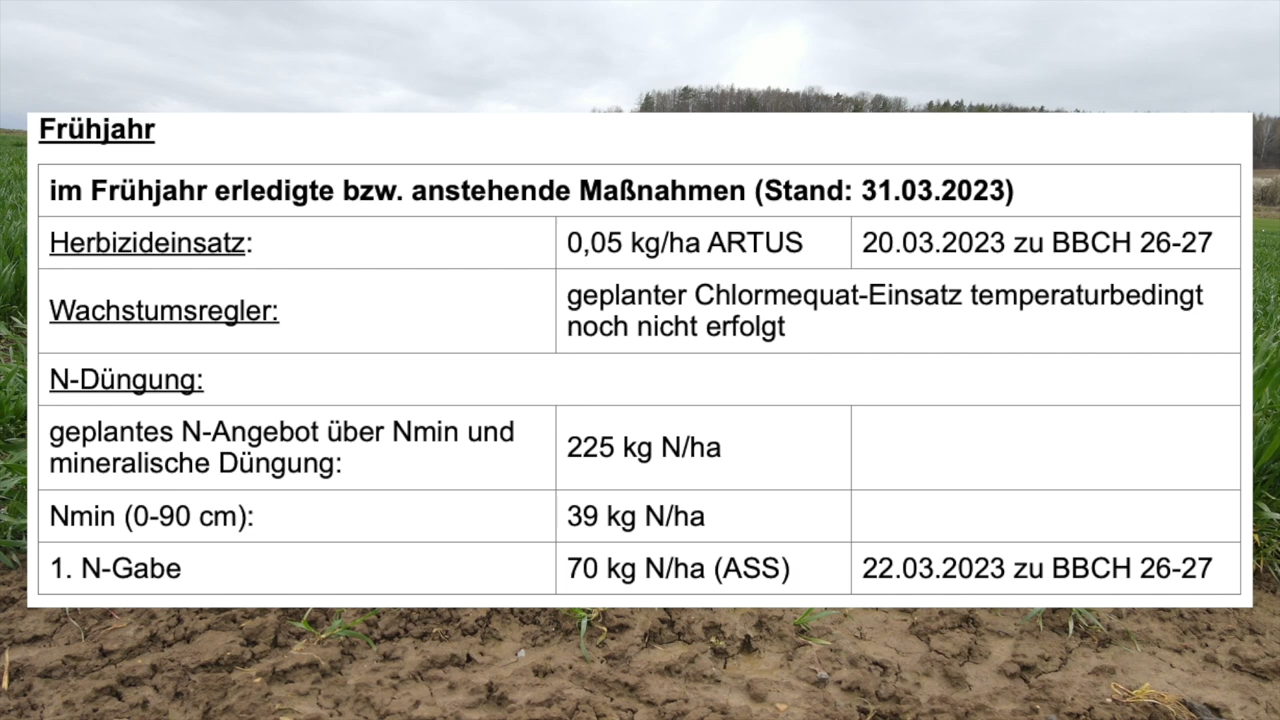 Frühjahr
im Frühjahr erledigte bzw. anstehende Maßnahmen (Stand: 31.03.2023)
Herbizideinsatz: 0,05 kg/ha ARTUS 20.03.2023 zu BBCH 26-27
Wachstumsregler: geplanter Chlormequat-Einsatz temperaturbedingt
noch nicht erfolgt
N-Düngung:
geplantes N-Angebot über Nmin und
mineralische Düngung: 225 kg N/ha
Nmin (0-90 cm): 39 kg N/ha
1. N-Gabe 70 kg N/ha (ASS) 22.03.2023 zu BBCH 26-27